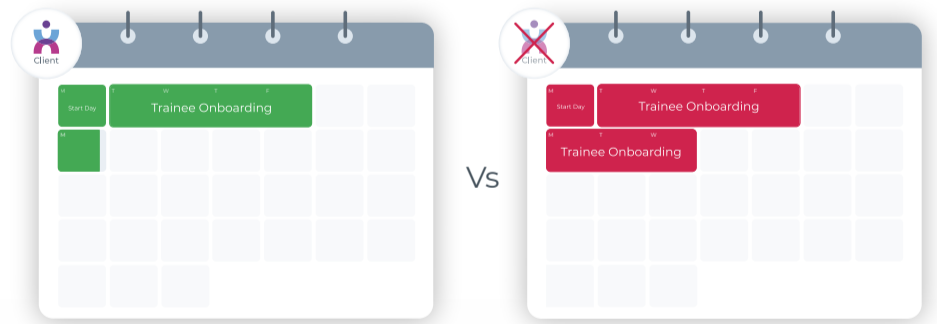 Client
M
Start Day
T W T F
Trainee Onboarding
M
Vs
Client
M
Start Day
T W T F
Trainee Onboarding
M T W
Trainee Onboarding